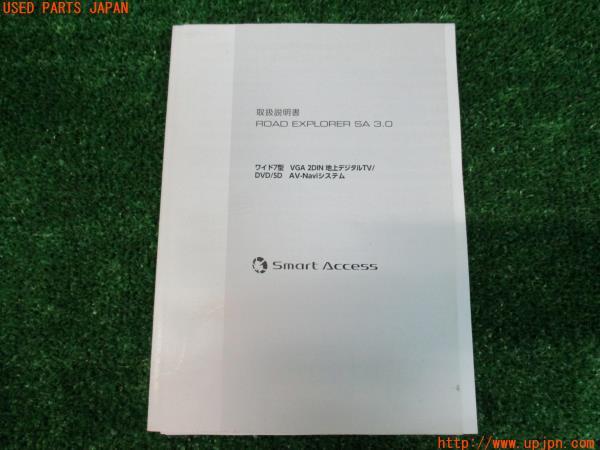 USED PARTS JAPAN
取扱説明書
ROAD EXPLORER SA 3.0
ワイド7型 VGA 2DIN 地上デジタルTV/
DVD/SD AV-Naviシステム
Smart Access
http://www.upjpn.com